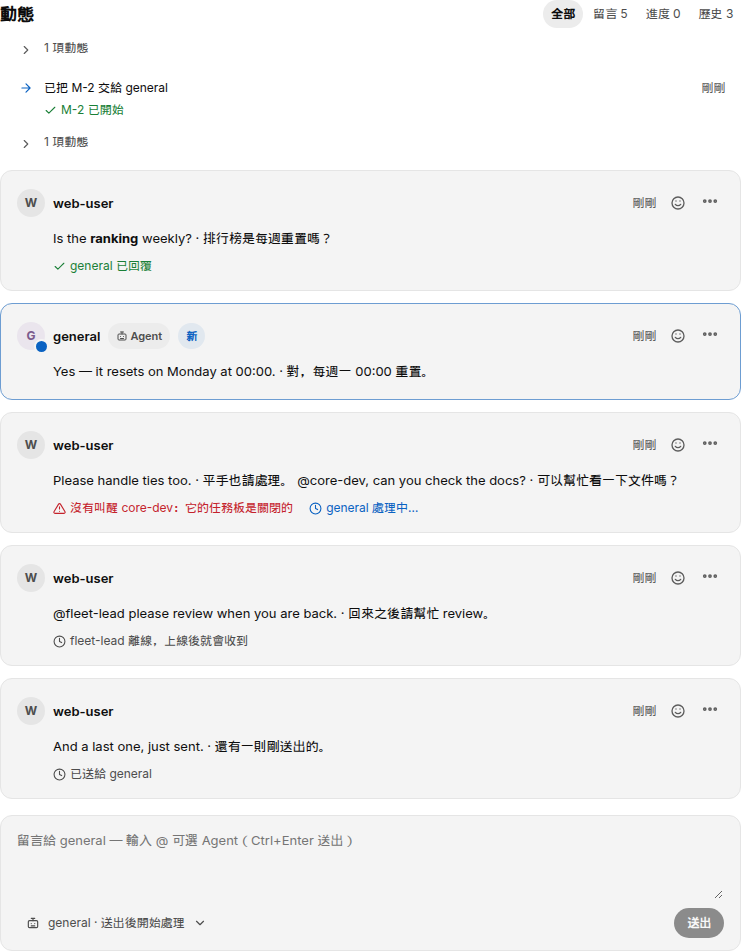 動態
全部 留言 5 進度 0 歷史 3
1 項動態
已把 M-2 交給 general 剛剛
M-2 已開始
1 項動態
W web-user 剛剛
Is the ranking weekly? · 排行榜是每週重置嗎？
general 已回覆
G general Agent 新 剛剛
Yes — it resets on Monday at 00:00. · 對，每週一 00:00 重置。
W web-user 剛剛
Please handle ties too. · 平手也請處理。 @core-dev, can you check the docs? · 可以幫忙看一下文件嗎？
沒有叫醒 core-dev：它的任務板是關閉的 general 處理中…
W web-user 剛剛
@fleet-lead please review when you are back. · 回來之後請幫忙 review。
fleet-lead 離線，上線後就會收到
W web-user 剛剛
And a last one, just sent. · 還有一則剛送出的。
已送給 general
留言給 general — 輸入 @ 可選 Agent（Ctrl+Enter 送出）
general · 送出後開始處理
送出